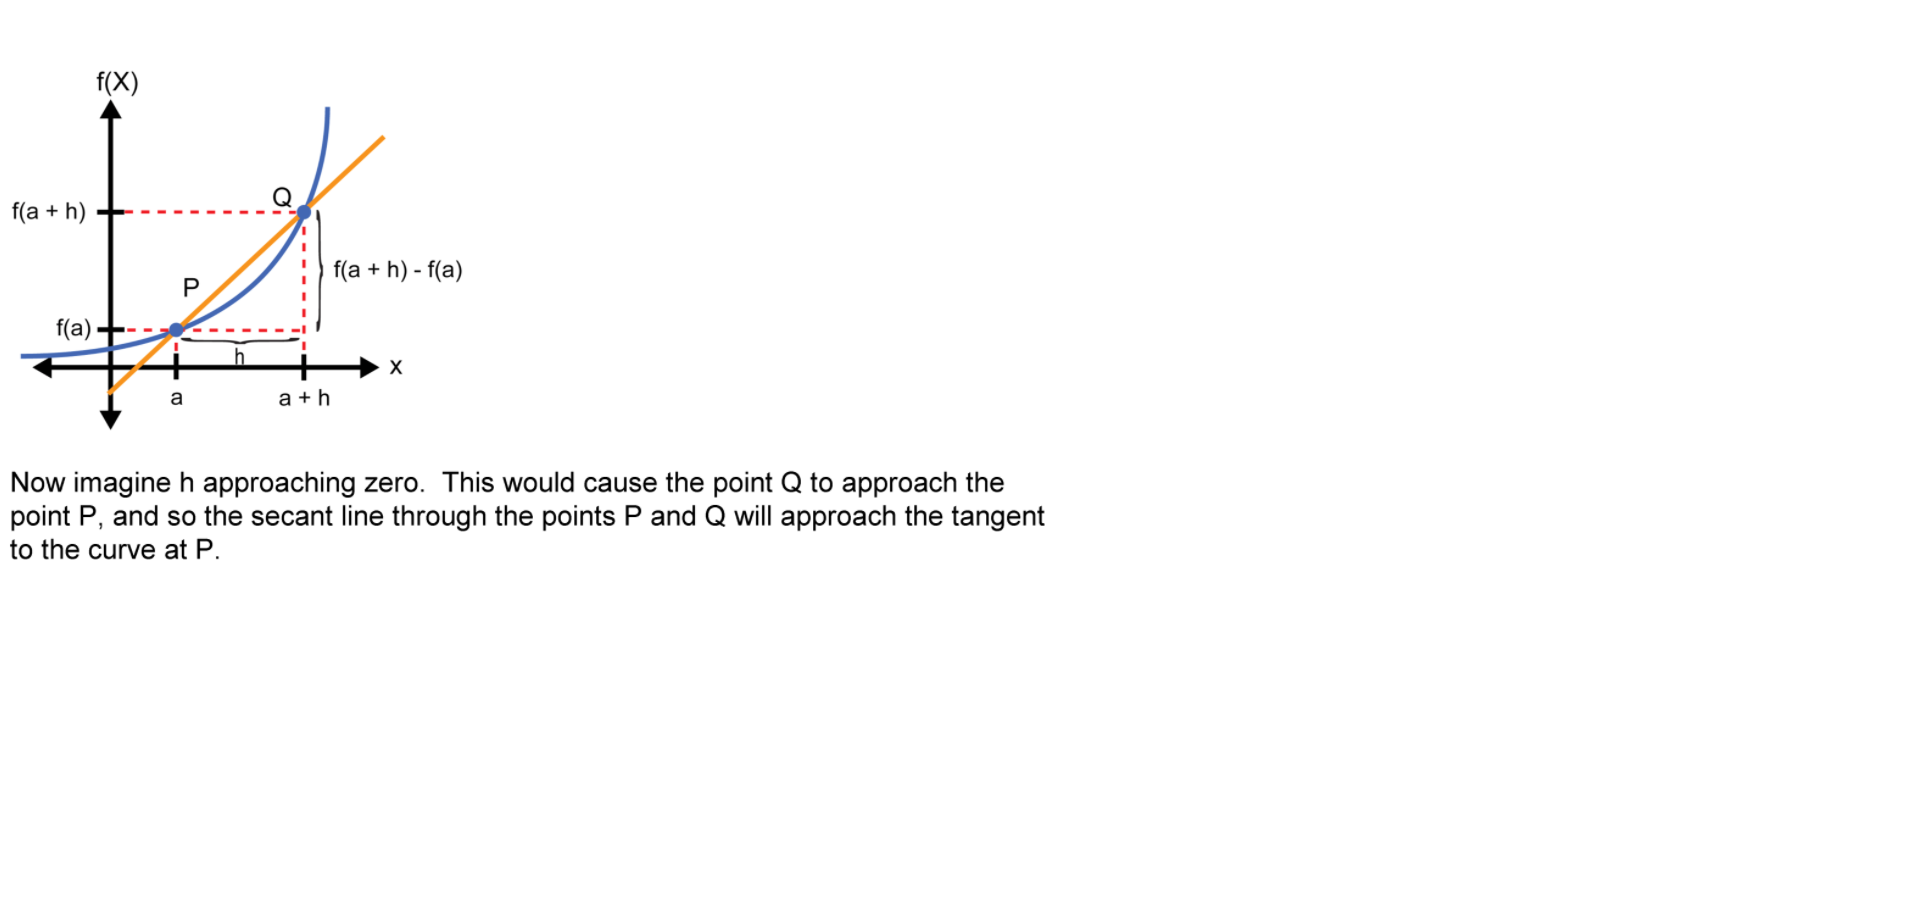 f(X)
Q
f(a + h)
f(a + h) - f(a)
P
f(a)
h
x
a
a + h
Now imagine h approaching zero.  This would cause the point Q to approach the
point P, and so the secant line through the points P and Q will approach the tangent
to the curve at P.